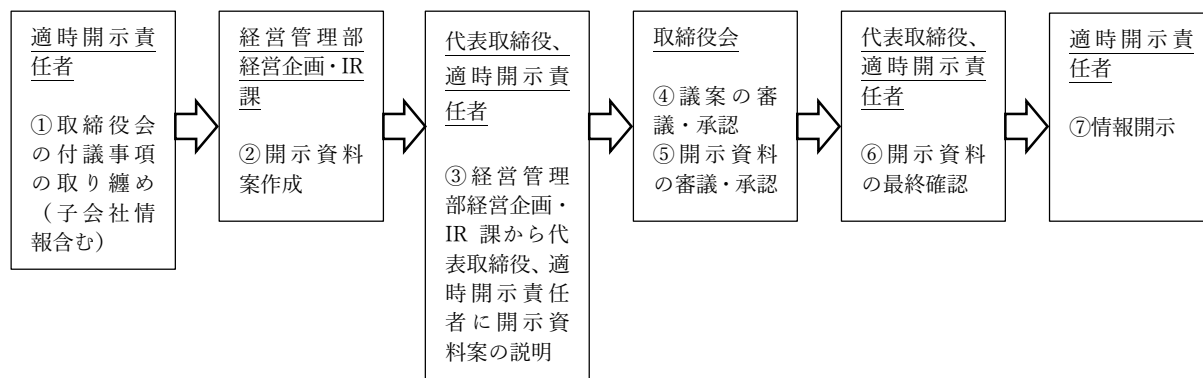 適時開示責
任者
①取締役会
の付議事項
の取り纏め
（子会社情
報含む）
経営管理部
経営企画・IR
課
②開示資料
案作成
代表取締役、
適時開示責
任者
③経営管理
部経営企画・
IR 課から代
表取締役、適
時開示責任
者に開示資
料案の説明
取締役会
④議案の審
議・承認
⑤開示資料
の審議・承認
代表取締役、
適時開示責
任者
⑥開示資料
の最終確認
適時開示責
任者
⑦情報開示